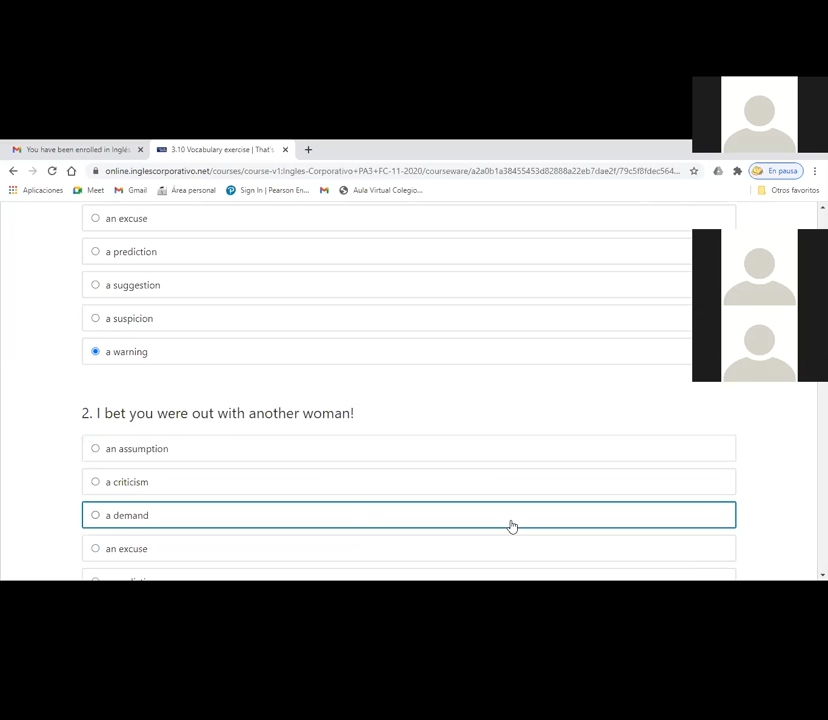 You have been enrolled in Inglés
3.10 Vocabulary exercise | That's
online.inglescorporativo.net/courses/course-v1:Ingles-Corporativo+PA3+FC-11-2020/courseware/a2a0b1a38455453d82888a22eb7dae2f/79c5f8fdec564...
En pausa
Aplicaciones Meet Gmail Área personal Sign In | Pearson En... Aula Virtual Colegio... Otros favoritos
an excuse
a prediction
a suggestion
a suspicion
a warning
2. I bet you were out with another woman!
an assumption
a criticism
a demand
an excuse